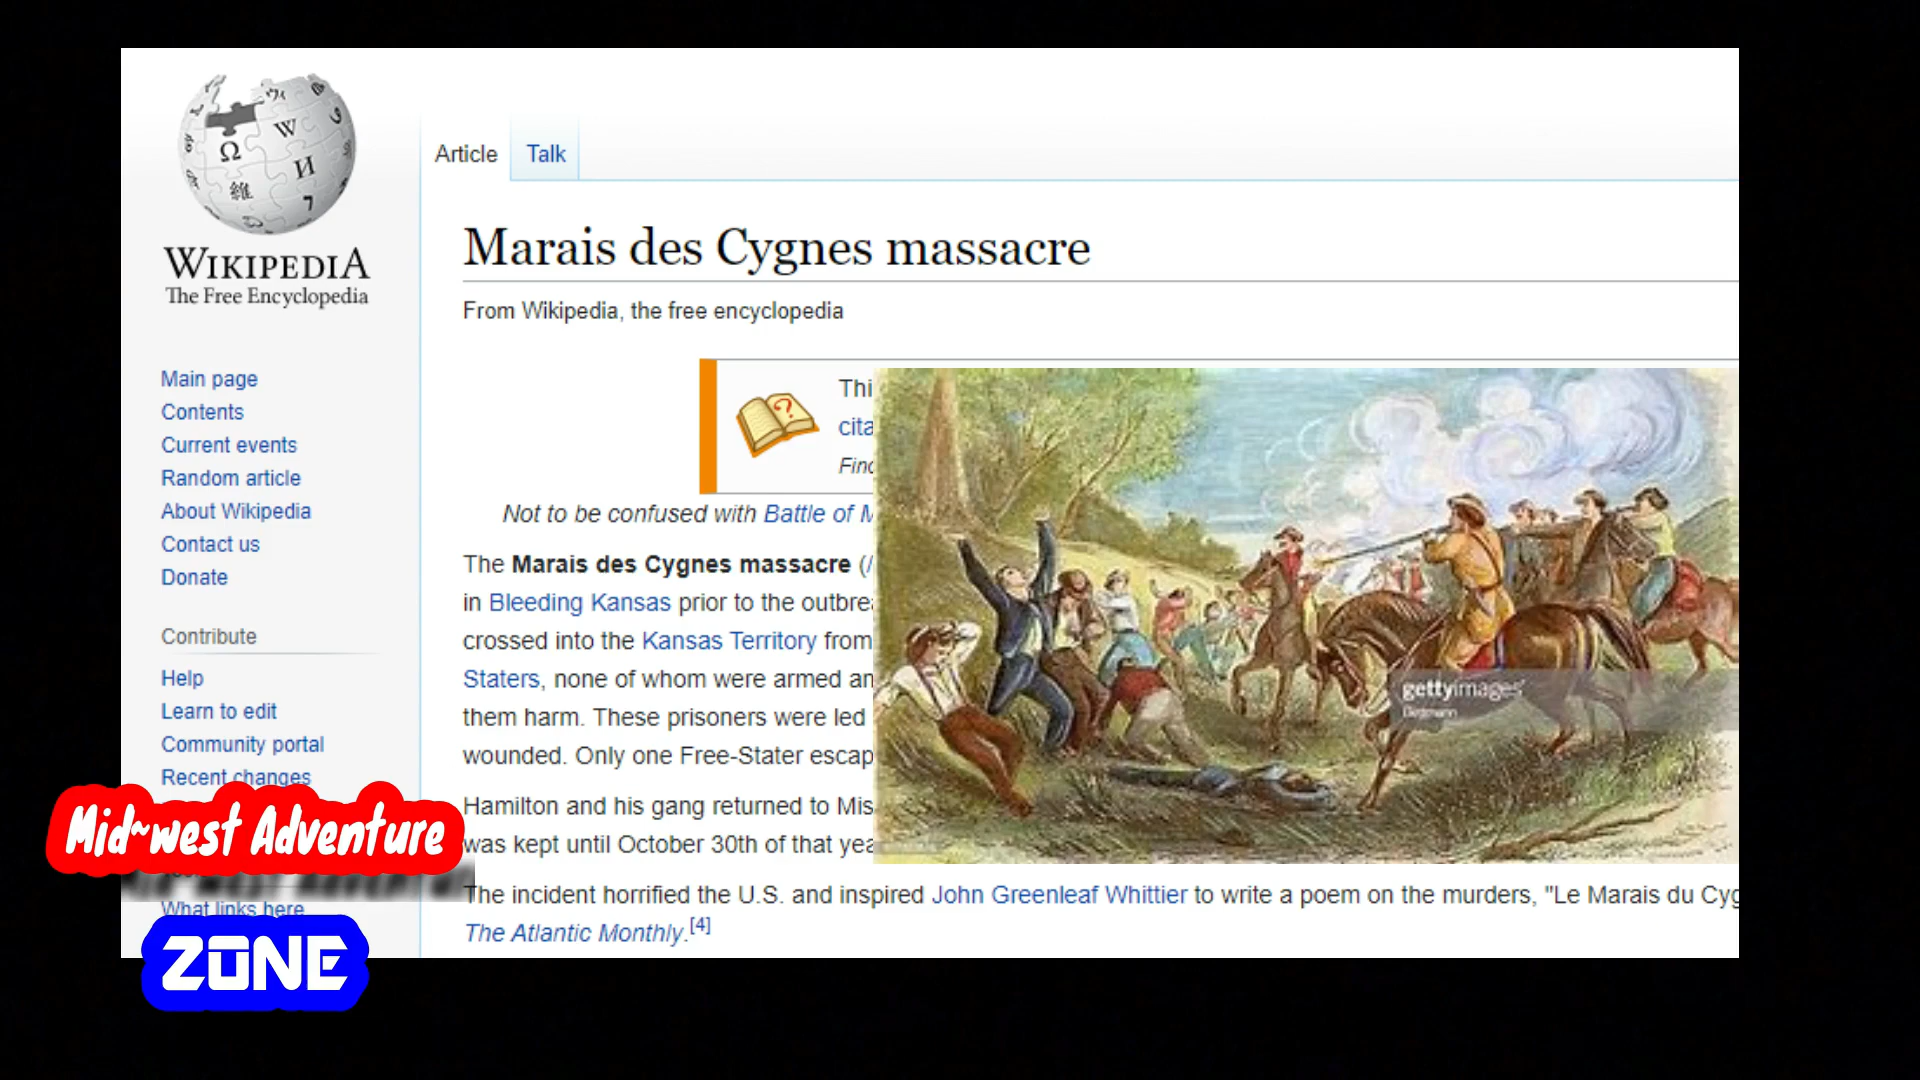 WIKIPEDIA
The Free Encyclopedia
Article
Talk
Marais des Cygnes massacre
From Wikipedia, the free encyclopedia
Main page
Contents
Current events
Random article
About Wikipedia
Contact us
Donate
Contribute
Help
Learn to edit
Community portal
Recent changes
What links here
Thi
cita
Find
Not to be confused with Battle of M
The Marais des Cygnes massacre (/
in Bleeding Kansas prior to the outbrea
crossed into the Kansas Territory from
Staters, none of whom were armed an
them harm. These prisoners were led
wounded. Only one Free-Stater escap
Hamilton and his gang returned to Mis
was kept until October 30th of that yea
The incident horrified the U.S. and inspired John Greenleaf Whittier to write a poem on the murders, "Le Marais du Cyg
The Atlantic Monthly.[4]
gettyimages®
Bettmann
Mid~west Adventure
ZONE